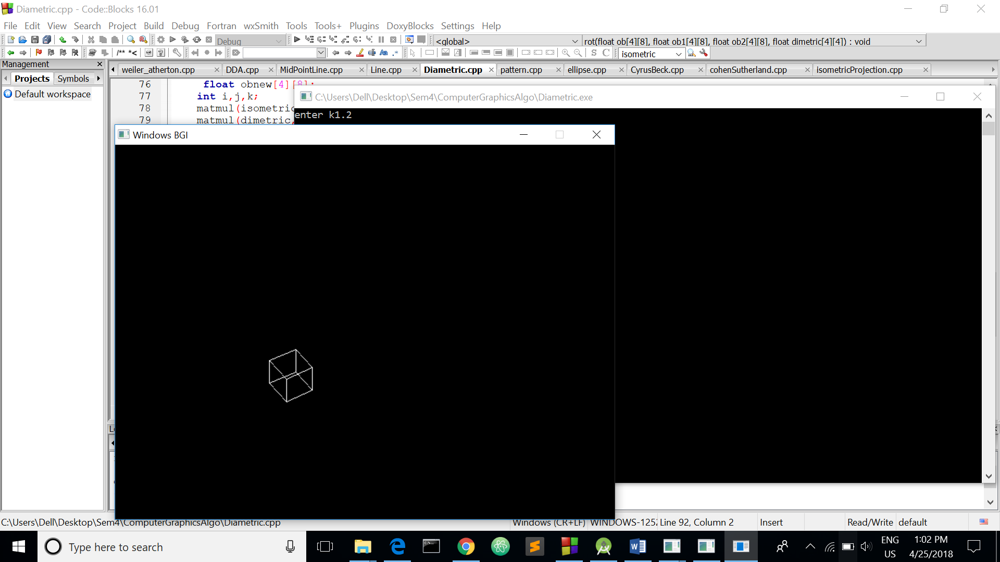 Diametric.cpp - Code::Blocks 16.01
File Edit View Search Project Build Debug Fortran wxSmith Tools Tools+ Plugins DoxyBlocks Settings Help
Debug
<global>
rot(float ob[4][8], float ob1[4][8], float ob2[4][8], float dimetric[4][4]) : void
/** *<
isometric
Management
weiler_atherton.cpp DDA.cpp MidPointLine.cpp Line.cpp Diametric.cpp pattern.cpp ellipse.cpp CyrusBeck.cpp cohenSutherland.cpp isometricProjection.cpp
Projects Symbols
Default workspace
76 float obnew[4][8];
77 int i,j,k;
78 matmul(isometric
79 matmul(dimetric,
C:\Users\Dell\Desktop\Sem4\ComputerGraphicsAlgo\Diametric.exe
enter k1.2
Windows BGI
C:\Users\Dell\Desktop\Sem4\ComputerGraphicsAlgo\Diametric.cpp Windows (CR+LF) WINDOWS-1252 Line 92, Column 2 Insert Read/Write default
Type here to search
ENG
US
1:02 PM
4/25/2018